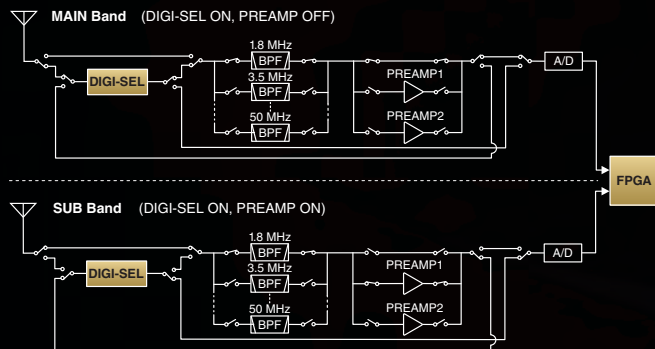 MAIN Band (DIGI-SEL ON, PREAMP OFF)
1.8 MHz
BPF
DIGI-SEL
3.5 MHz
BPF
50 MHz
BPF
PREAMP1
PREAMP2
A/D
FPGA
SUB Band (DIGI-SEL ON, PREAMP ON)
1.8 MHz
BPF
DIGI-SEL
3.5 MHz
BPF
50 MHz
BPF
PREAMP1
PREAMP2
A/D